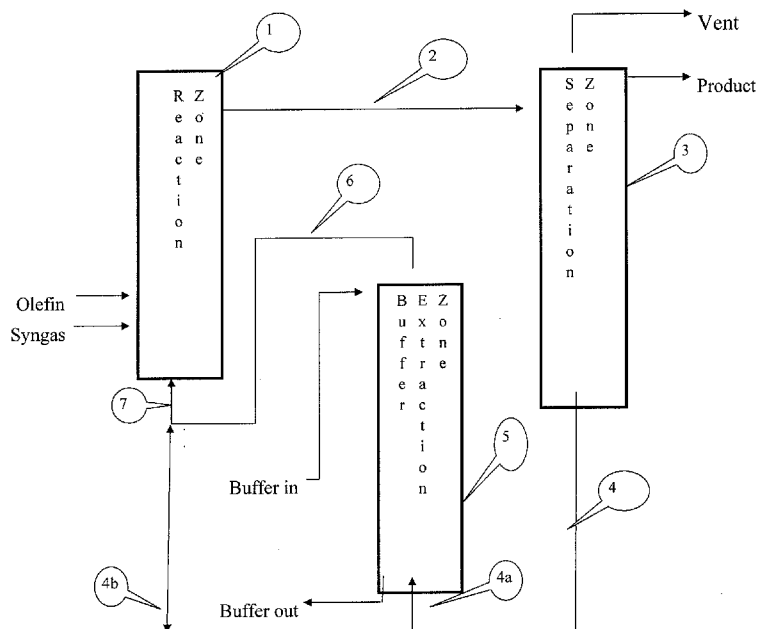 1
Vent
2
Product
Reaction Zone
Separation Zone
3
6
Olefin
Syngas
Buffer Extraction Zone
7
5
Buffer in
4
4b
4a
Buffer out